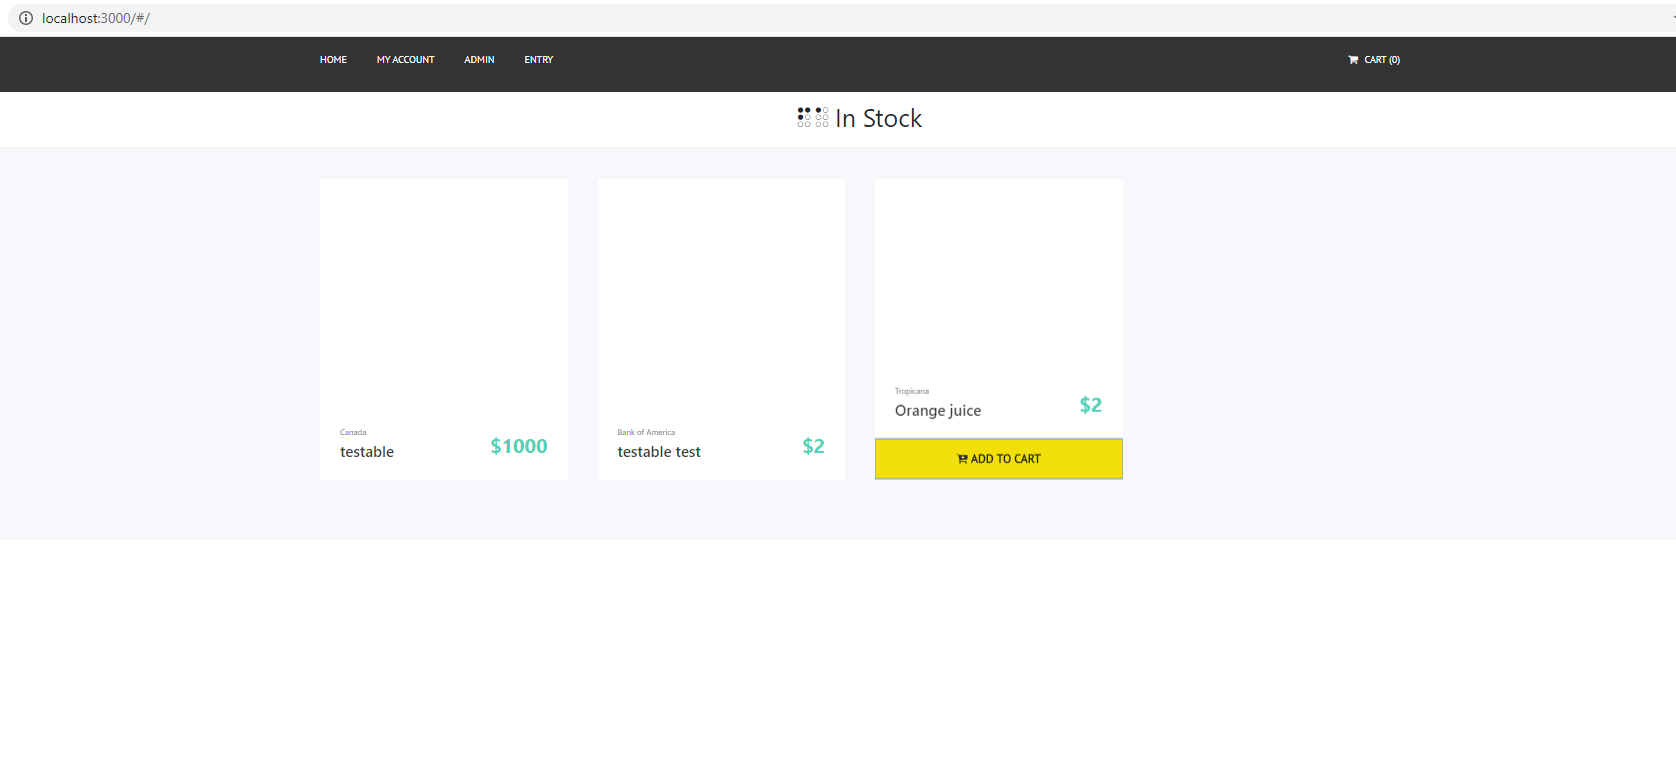 localhost:3000/#/
HOME MY ACCOUNT ADMIN ENTRY CART (0)
In Stock
Canada
testable $1000
Bank of America
testable test $2
Tropicana
Orange juice $2
ADD TO CART